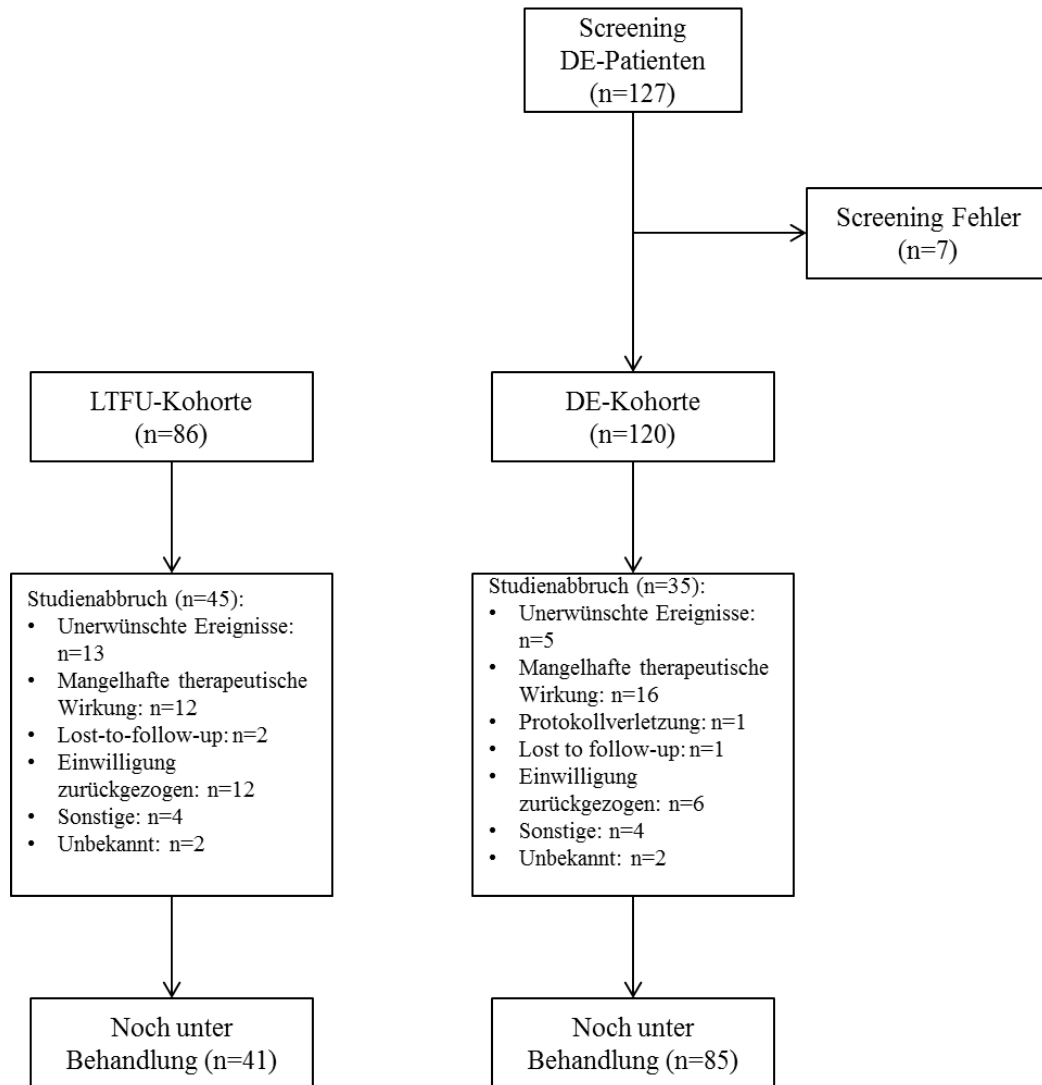 Screening
DE-Patienten
(n=127)
Screening Fehler
(n=7)
LTFU-Kohorte
(n=86)
DE-Kohorte
(n=120)
Studienabbruch (n=45):
• Unerwünschte Ereignisse:
n=13
• Mangelhafte therapeutische
Wirkung: n=12
• Lost-to-follow-up: n=2
• Einwilligung
zurückgezogen: n=12
• Sonstige: n=4
• Unbekannt: n=2
Studienabbruch (n=35):
• Unerwünschte Ereignisse:
n=5
• Mangelhafte therapeutische
Wirkung: n=16
• Protokollverletzung: n=1
• Lost to follow-up: n=1
• Einwilligung
zurückgezogen: n=6
• Sonstige: n=4
• Unbekannt: n=2
Noch unter
Behandlung (n=41)
Noch unter
Behandlung (n=85)